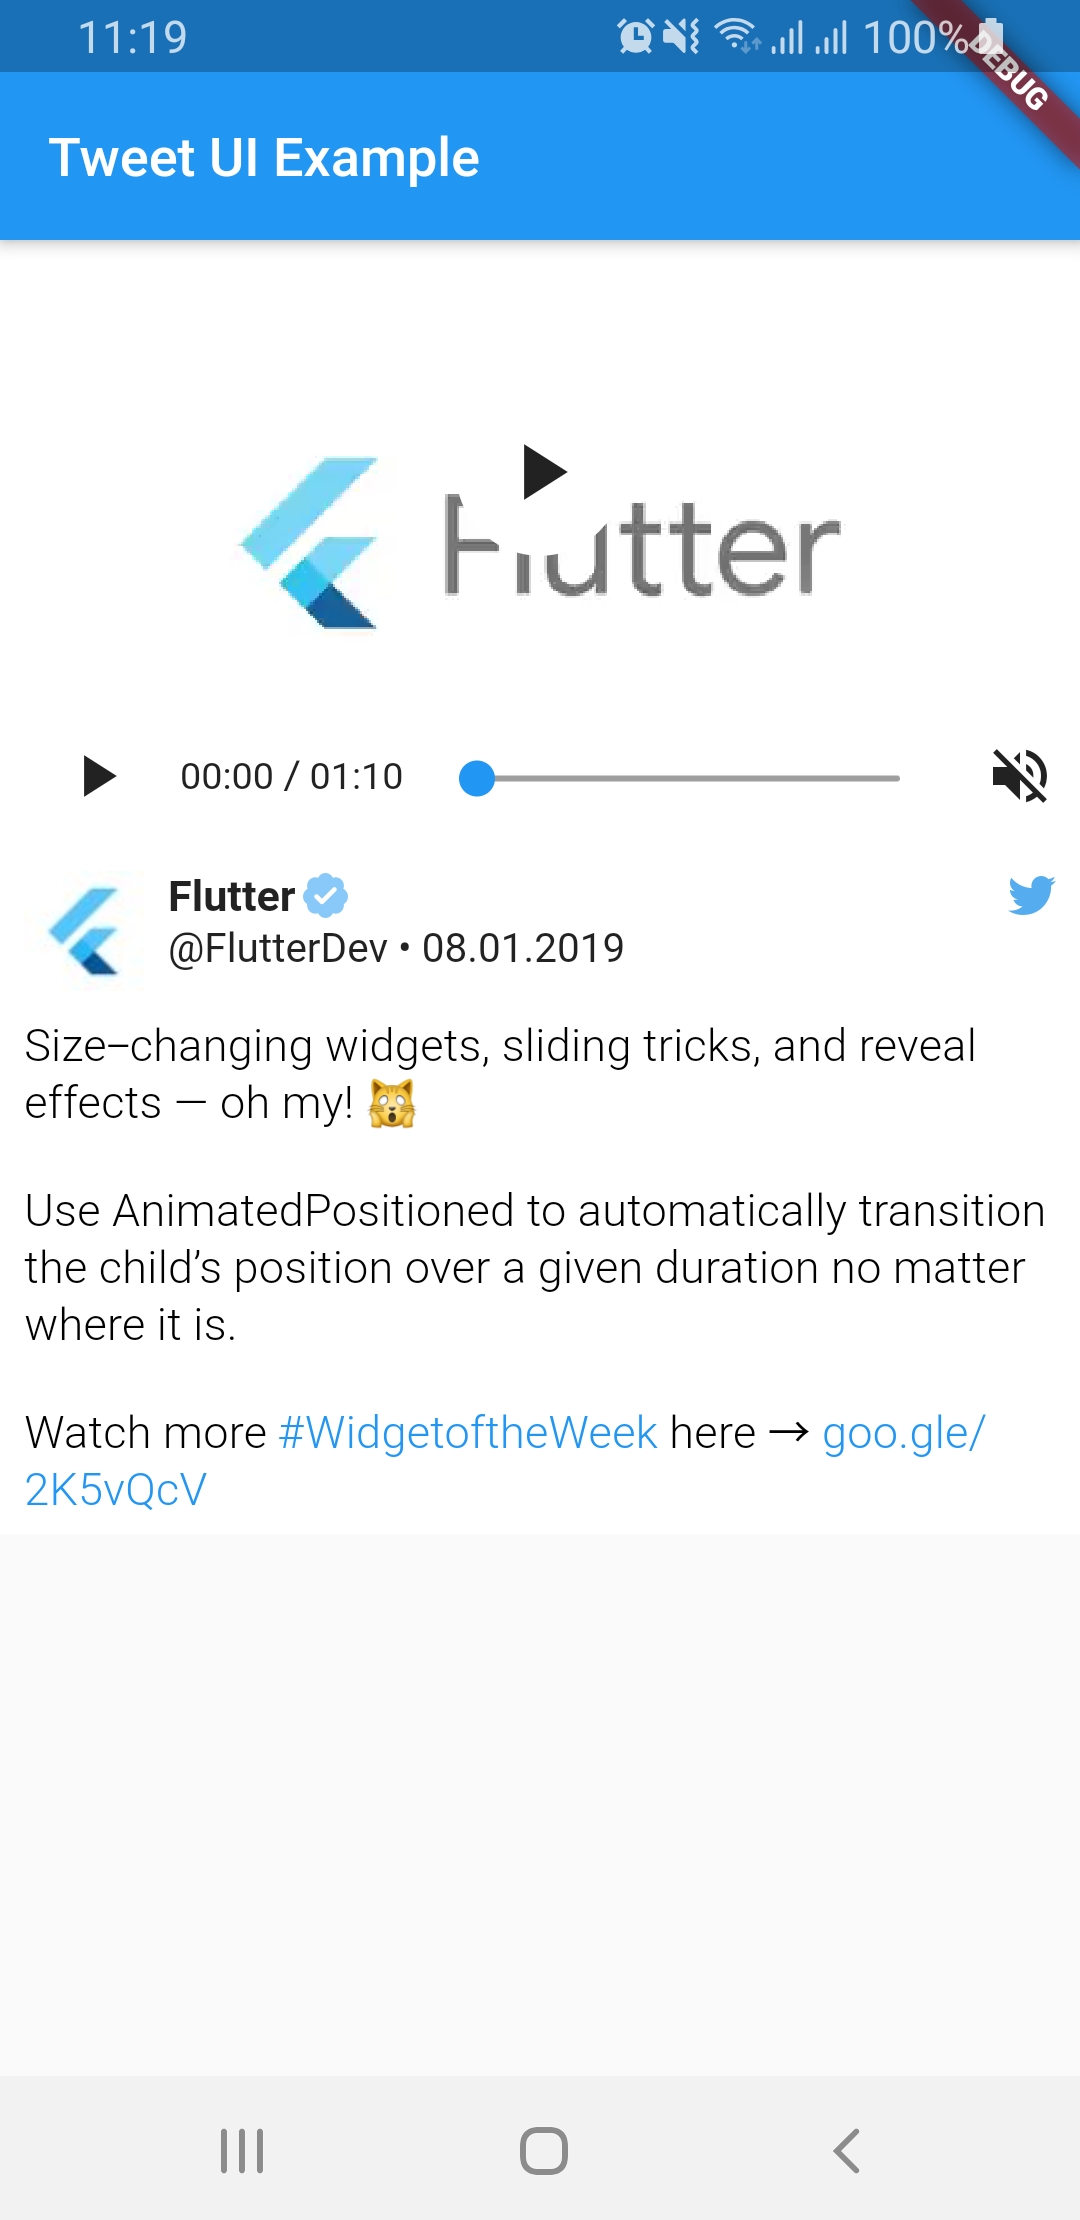 11:19
100%
DEBUG
Tweet UI Example
Flutter
00:00 / 01:10
Flutter
@FlutterDev • 08.01.2019
Size–changing widgets, sliding tricks, and reveal
effects — oh my! 🙀
Use AnimatedPositioned to automatically transition
the child’s position over a given duration no matter
where it is.
Watch more #WidgetoftheWeek here → goo.gle/
2K5vQcV